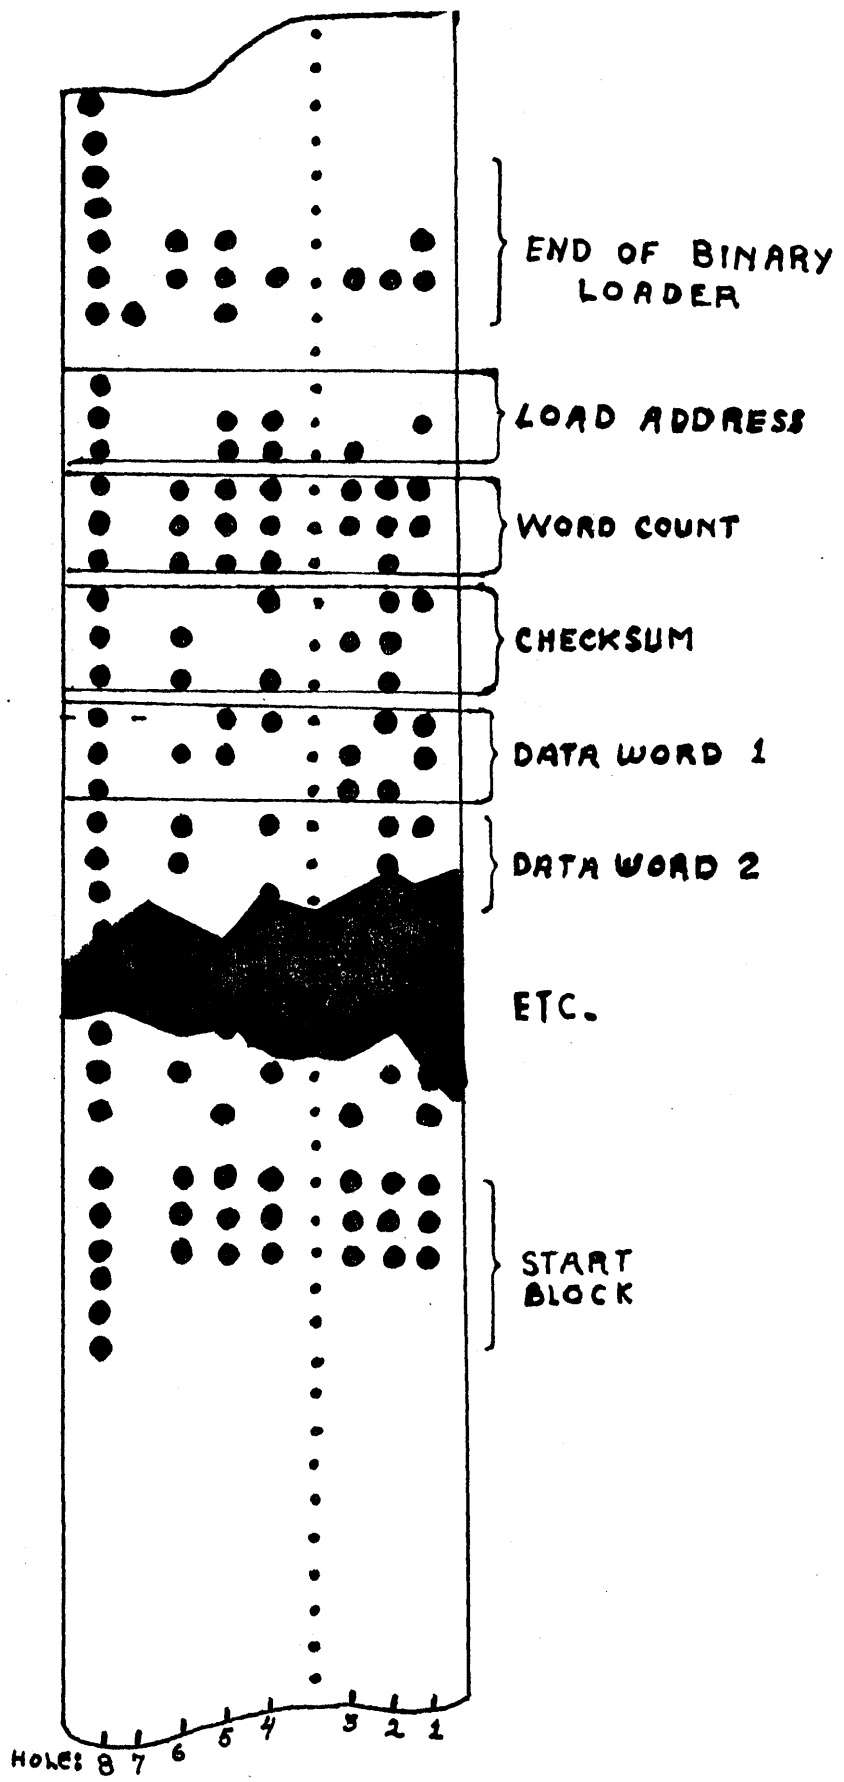 END OF BINARY
LOADER
LOAD ADDRESS
WORD COUNT
CHECKSUM
DATA WORD 1
DATA WORD 2
ETC.
START
BLOCK
HOLE: 8 7 6 5 4 3 2 1